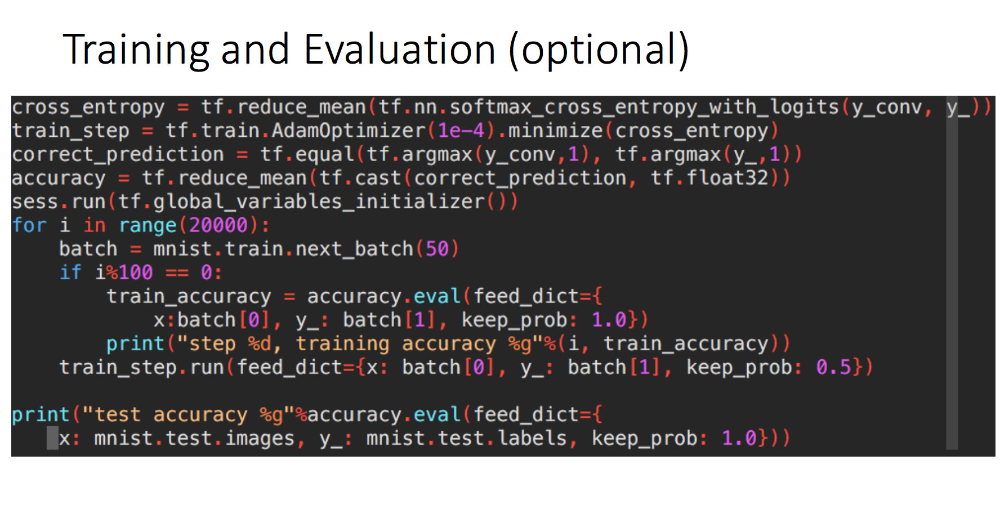 Training and Evaluation (optional)
cross_entropy = tf.reduce_mean(tf.nn.softmax_cross_entropy_with_logits(y_conv, y_))
train_step = tf.train.AdamOptimizer(1e-4).minimize(cross_entropy)
correct_prediction = tf.equal(tf.argmax(y_conv,1), tf.argmax(y_,1))
accuracy = tf.reduce_mean(tf.cast(correct_prediction, tf.float32))
sess.run(tf.global_variables_initializer())
for i in range(20000):
    batch = mnist.train.next_batch(50)
    if i%100 == 0:
        train_accuracy = accuracy.eval(feed_dict={
            x:batch[0], y_: batch[1], keep_prob: 1.0})
        print("step %d, training accuracy %g"%(i, train_accuracy))
    train_step.run(feed_dict={x: batch[0], y_: batch[1], keep_prob: 0.5})
print("test accuracy %g"%accuracy.eval(feed_dict={
    x: mnist.test.images, y_: mnist.test.labels, keep_prob: 1.0}))